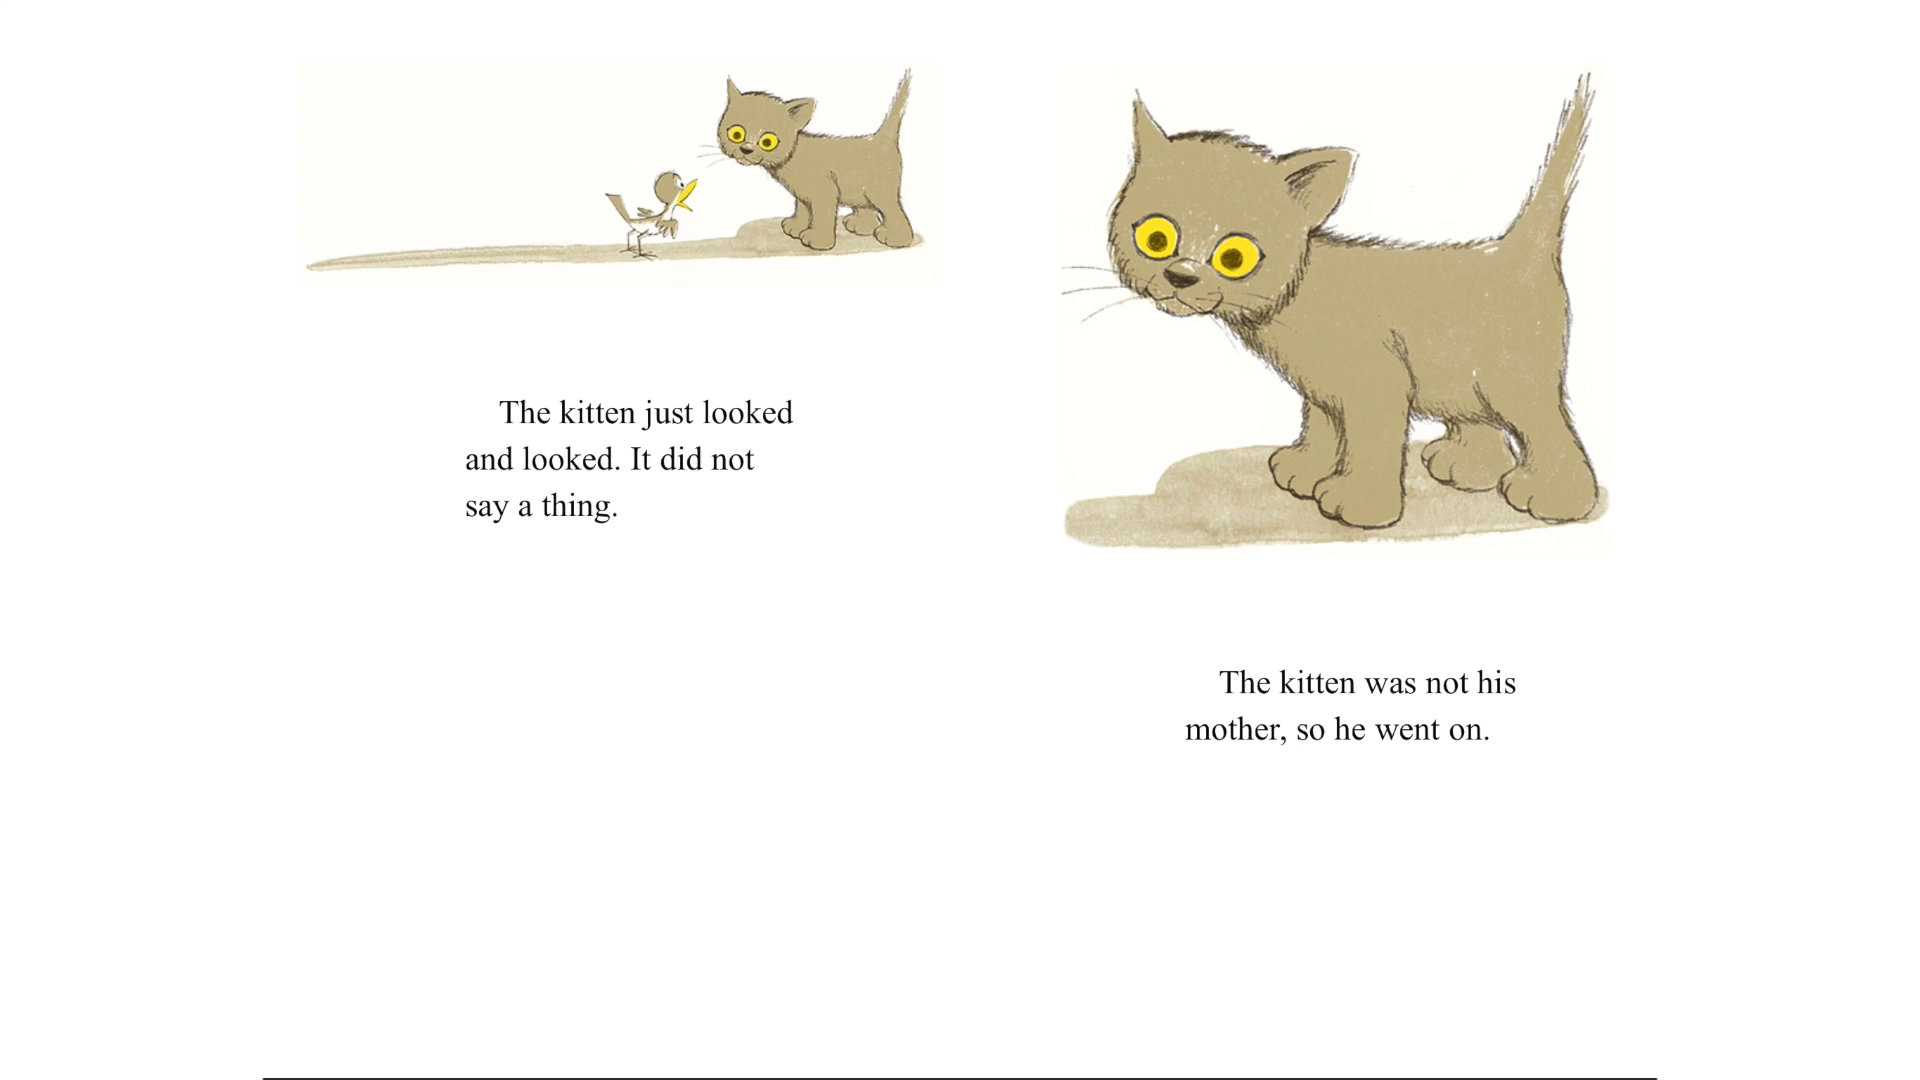 The kitten just looked
and looked. It did not
say a thing.
The kitten was not his
mother, so he went on.